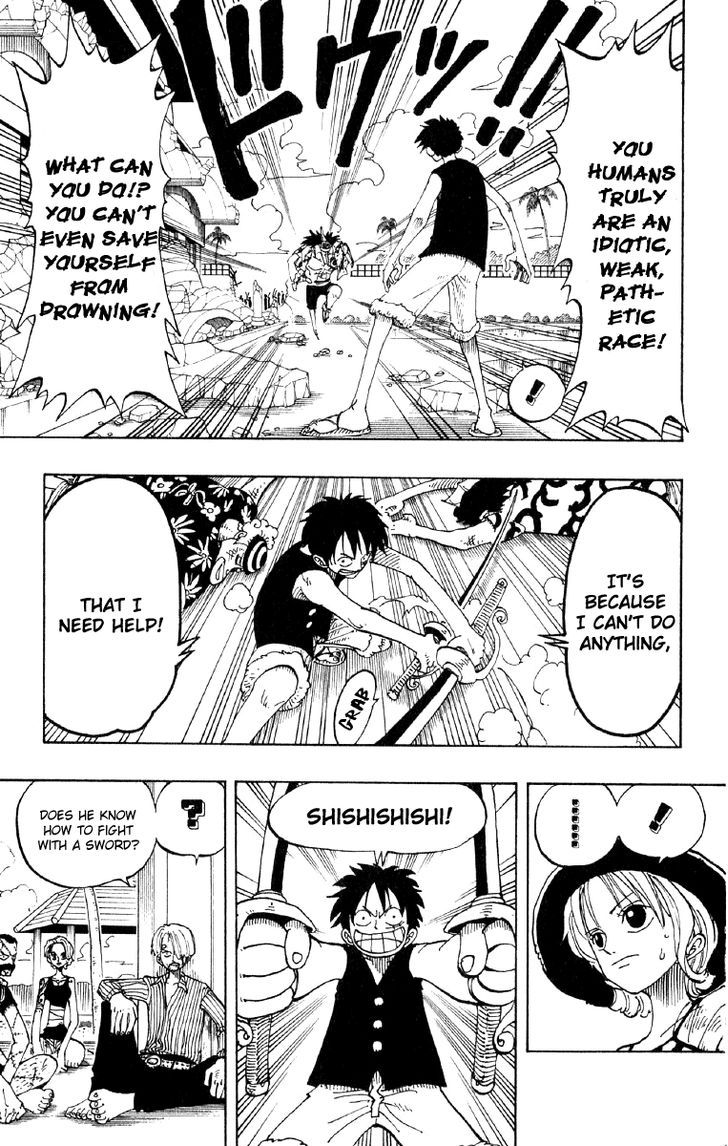 ドウッ!!
YOU
HUMANS
TRULY
ARE AN
IDIOTIC,
WEAK,
PATH-
ETIC
RACE!
WHAT CAN
YOU DO!?
YOU CAN'T
EVEN SAVE
YOURSELF
FROM
DROWNING!
!
IT'S
BECAUSE
I CAN'T DO
ANYTHING,
GRAB
THAT I
NEED HELP!
!
......
SHISHISHISHI!
?
DOES HE KNOW
HOW TO FIGHT
WITH A SWORD?